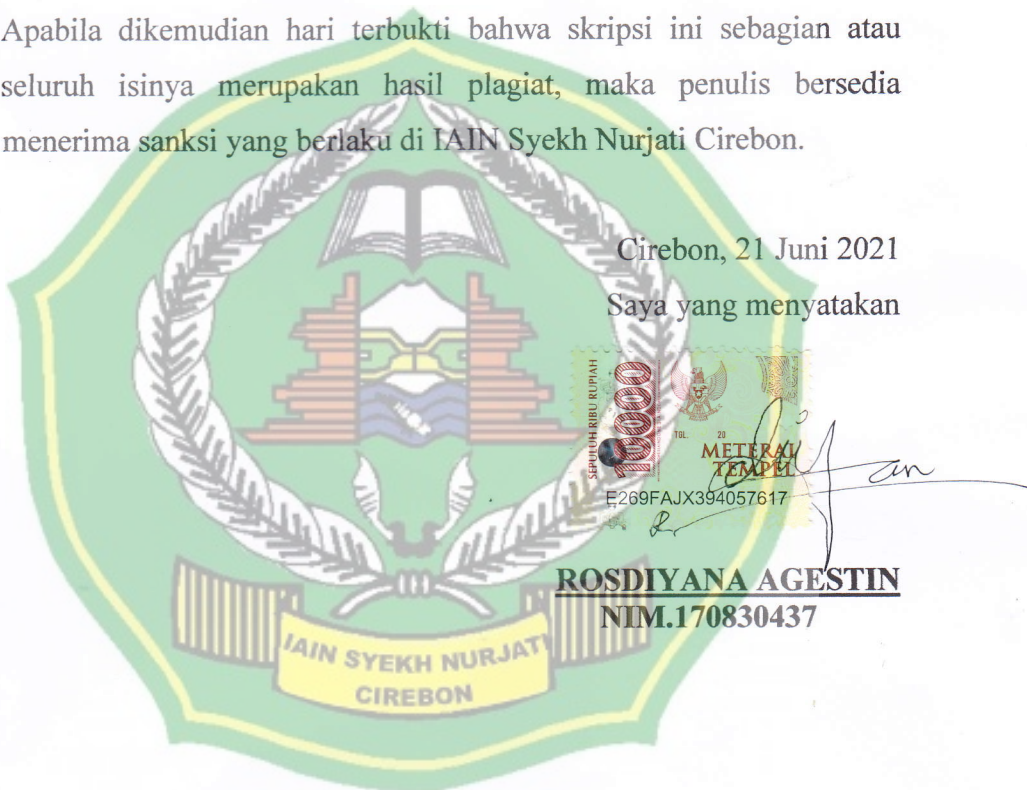 Apabila dikemudian hari terbukti bahwa skripsi ini sebagian atau
seluruh isinya merupakan hasil plagiat, maka penulis bersedia
menerima sanksi yang berlaku di IAIN Syekh Nurjati Cirebon.
Cirebon, 21 Juni 2021
Saya yang menyatakan
SEPULUH RIBU RUPIAH
10000
TGL. 20
METERAI
TEMPEL
E269FAJX394057617
ROSDIYANA AGESTIN
NIM.170830437
IAIN SYEKH NURJATI
CIREBON